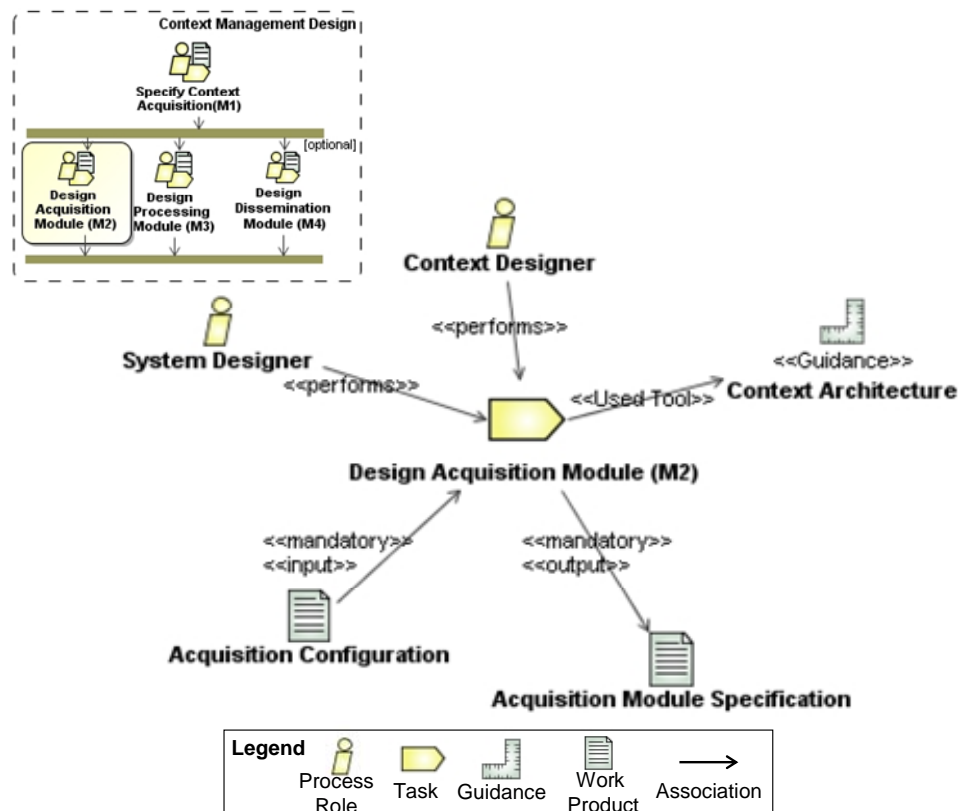 Context Management Design
Specify Context
Acquisition(M1)
[optional]
Design
Acquisition
Module (M2)
Design
Processing
Module (M3)
Design
Dissemination
Module (M4)
Context Designer
<<performs>>
System Designer
<<performs>>
<<Guidance>>
Context Architecture
<<Used Tool>>
Design Acquisition Module (M2)
<<mandatory>>
<<input>>
<<mandatory>>
<<output>>
Acquisition Configuration
Acquisition Module Specification
Legend
Process
Role
Task
Guidance
Work
Product
Association